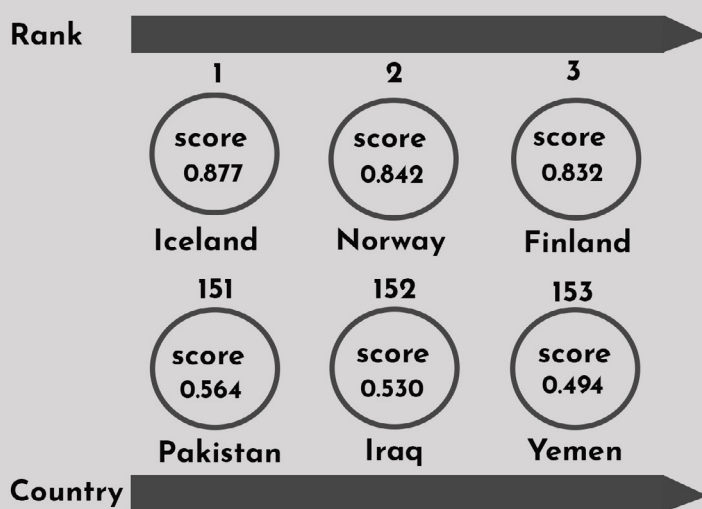 Rank
1 2 3
score score score
0.877 0.842 0.832
Iceland Norway Finland
151 152 153
score score score
0.564 0.530 0.494
Pakistan Iraq Yemen
Country